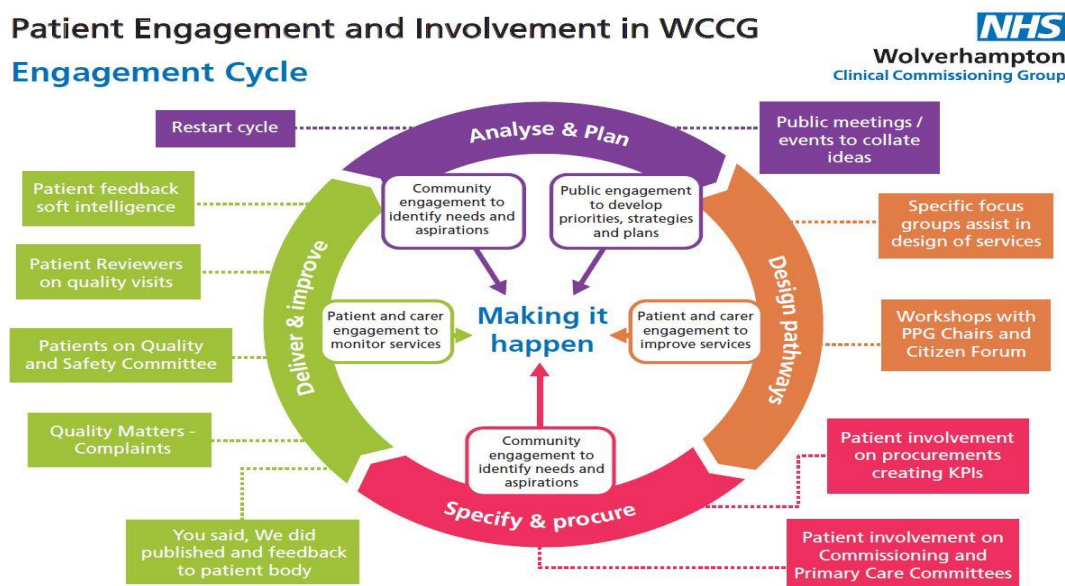 Patient Engagement and Involvement in WCCG
Engagement Cycle
NHS
Wolverhampton
Clinical Commissioning Group
Restart cycle
Analyse & Plan
Public meetings /
events to collate
ideas
Patient feedback
soft intelligence
Community
engagement to
identify needs and
aspirations
Public engagement
to develop
priorities, strategies
and plans
Specific focus
groups assist in
design of services
Patient Reviewers
on quality visits
Deliver & improve
Patient and carer
engagement to
monitor services
Making it
happen
Patient and carer
engagement to
improve services
Design pathways
Workshops with
PPG Chairs and
Citizen Forum
Patients on Quality
and Safety Committee
Quality Matters -
Complaints
Community
engagement to
identify needs and
aspirations
Patient involvement
on procurements
creating KPIs
Specify & procure
You said, We did
published and feedback
to patient body
Patient involvement on
Commissioning and
Primary Care Committees